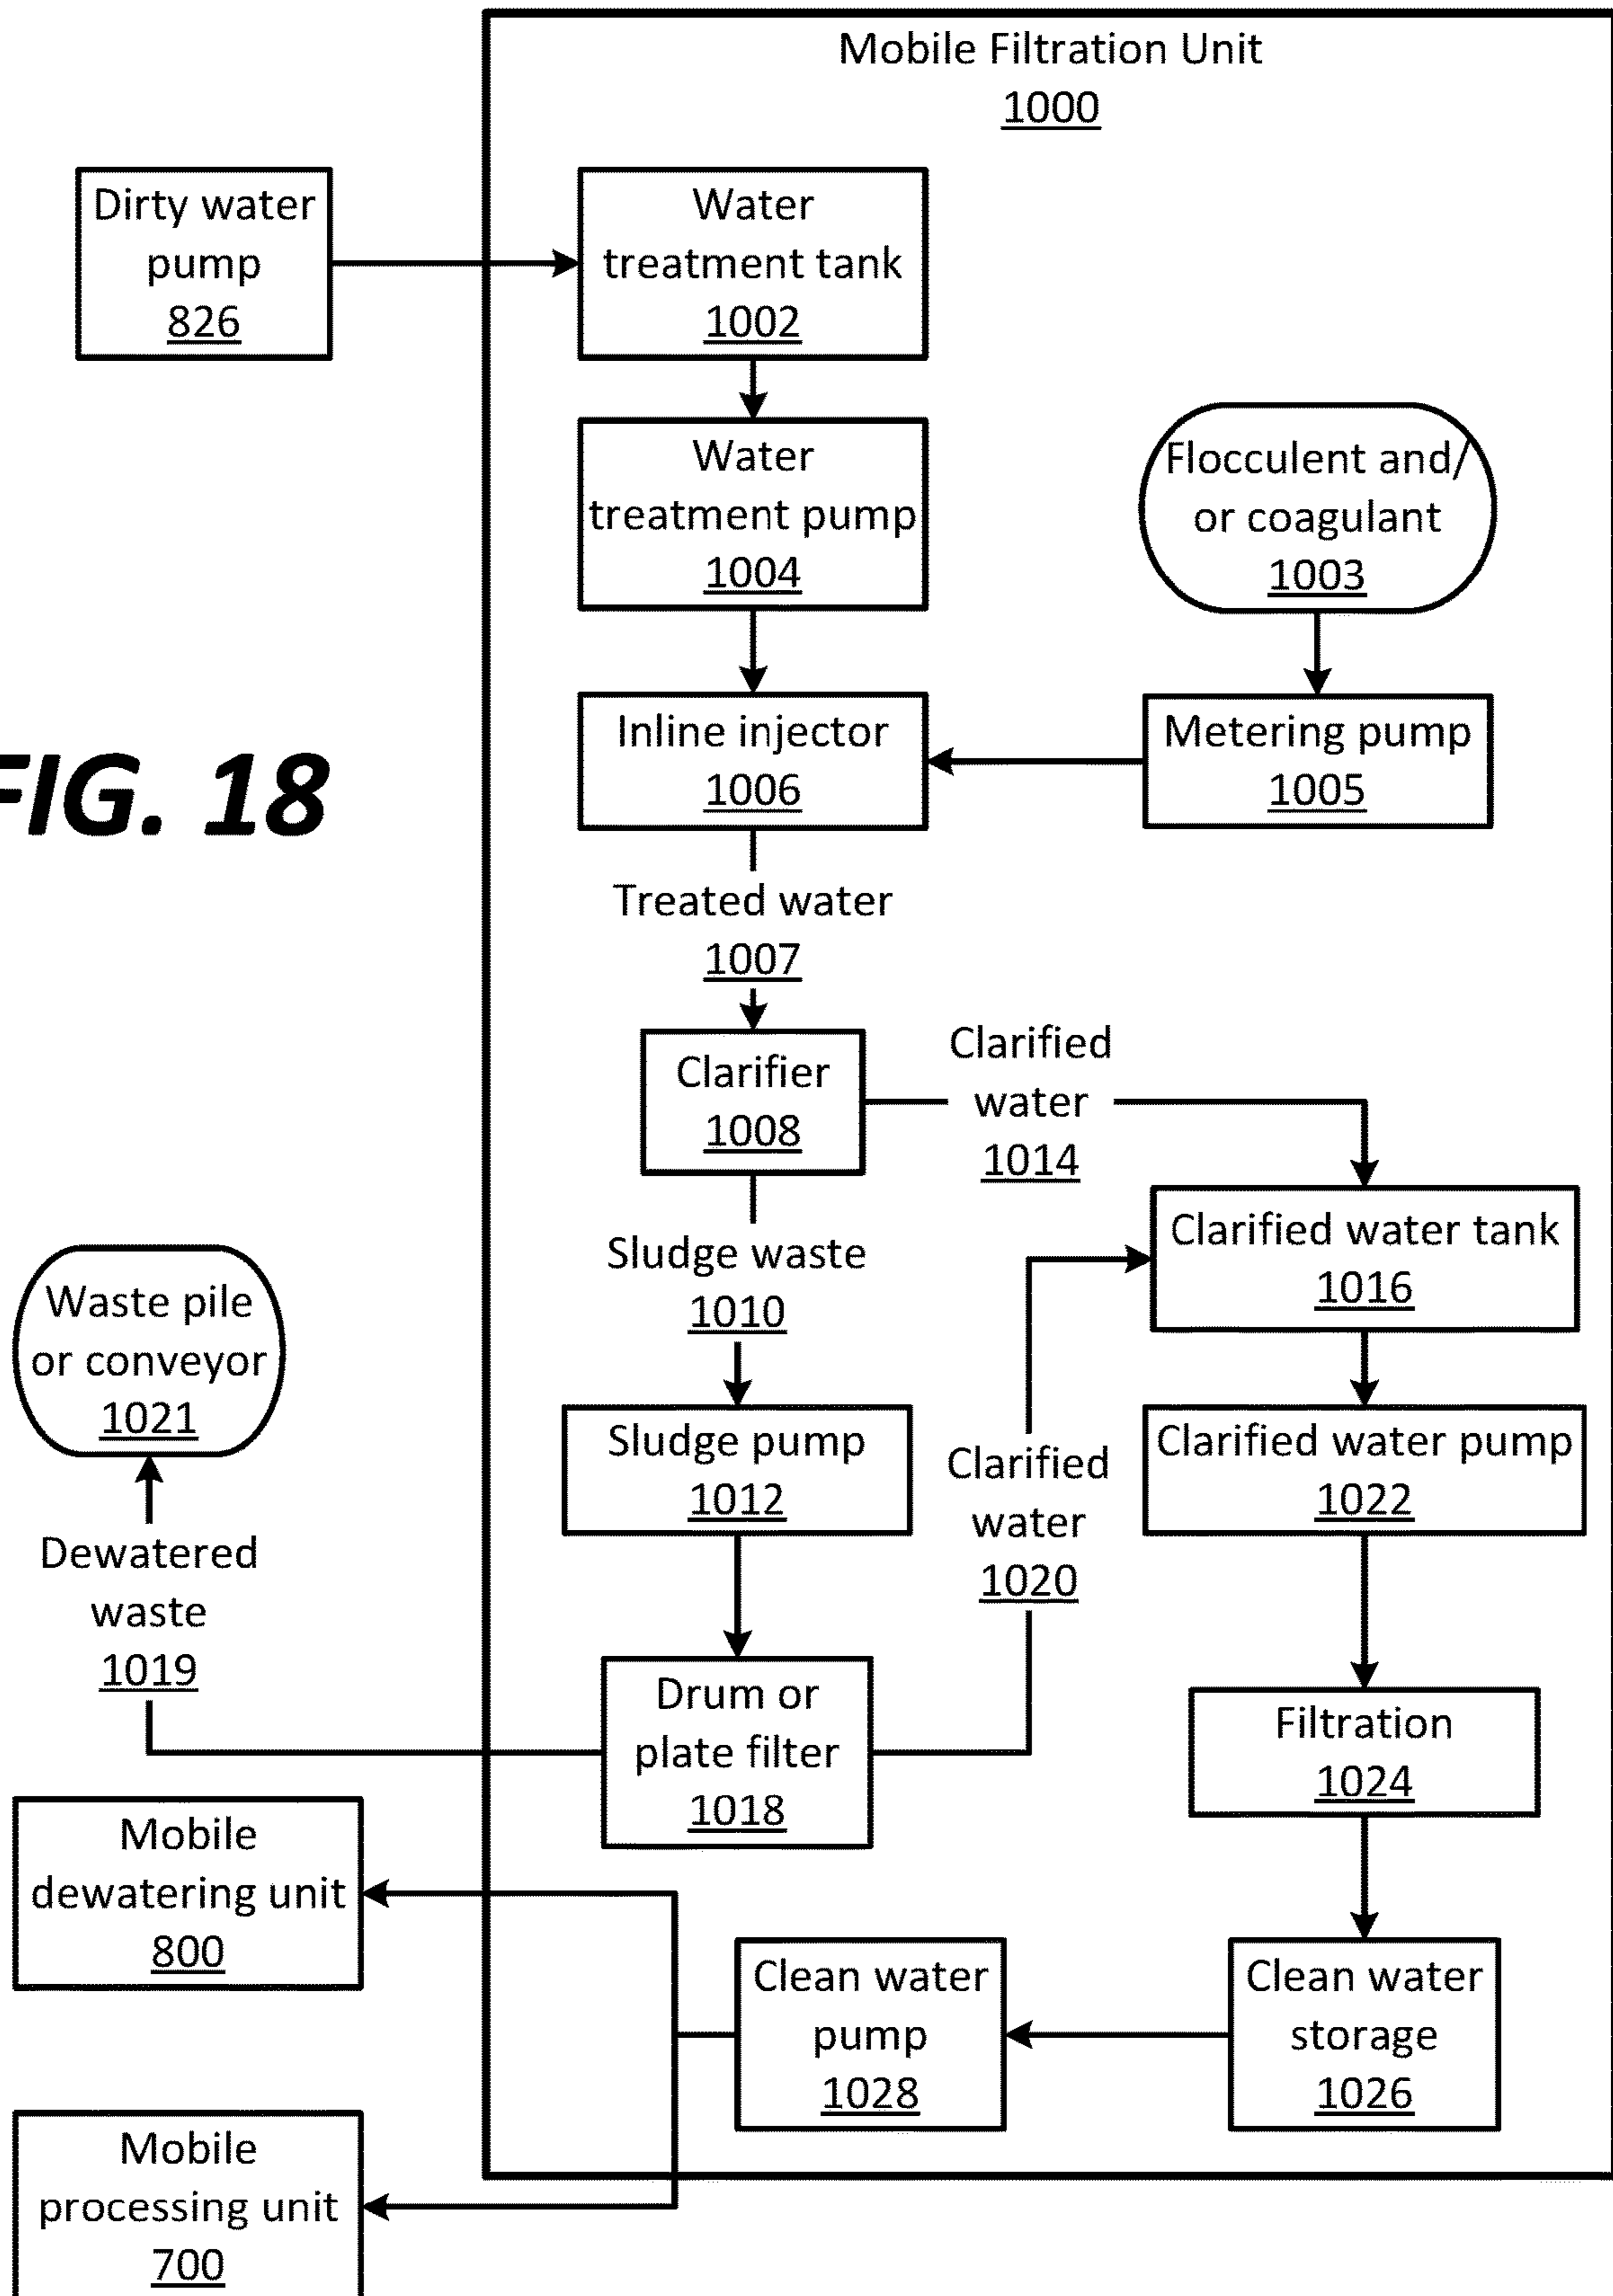 Mobile Filtration Unit
1000
Dirty water
pump
826
Water
treatment tank
1002
Water
treatment pump
1004
Flocculent and/
or coagulant
1003
Inline injector
1006
Metering pump
1005
FIG. 18
Treated water
1007
Clarifier
1008
Clarified
water
1014
Sludge waste
1010
Clarified water tank
1016
Waste pile
or conveyor
1021
Sludge pump
1012
Clarified
water
1020
Clarified water pump
1022
Dewatered
waste
1019
Drum or
plate filter
1018
Filtration
1024
Mobile
dewatering unit
800
Clean water
pump
1028
Clean water
storage
1026
Mobile
processing unit
700